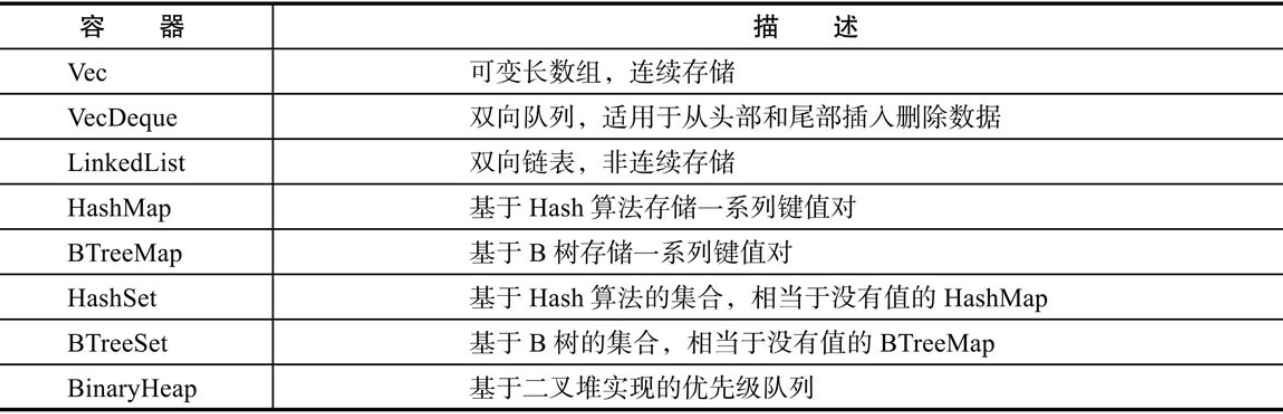 容 器 描 述
Vec 可变长数组，连续存储
VecDeque 双向队列，适用于从头部和尾部插入删除数据
LinkedList 双向链表，非连续存储
HashMap 基于 Hash 算法存储一系列键值对
BTreeMap 基于 B 树存储一系列键值对
HashSet 基于 Hash 算法的集合，相当于没有值的 HashMap
BTreeSet 基于 B 树的集合，相当于没有值的 BTreeMap
BinaryHeap 基于二叉堆实现的优先级队列